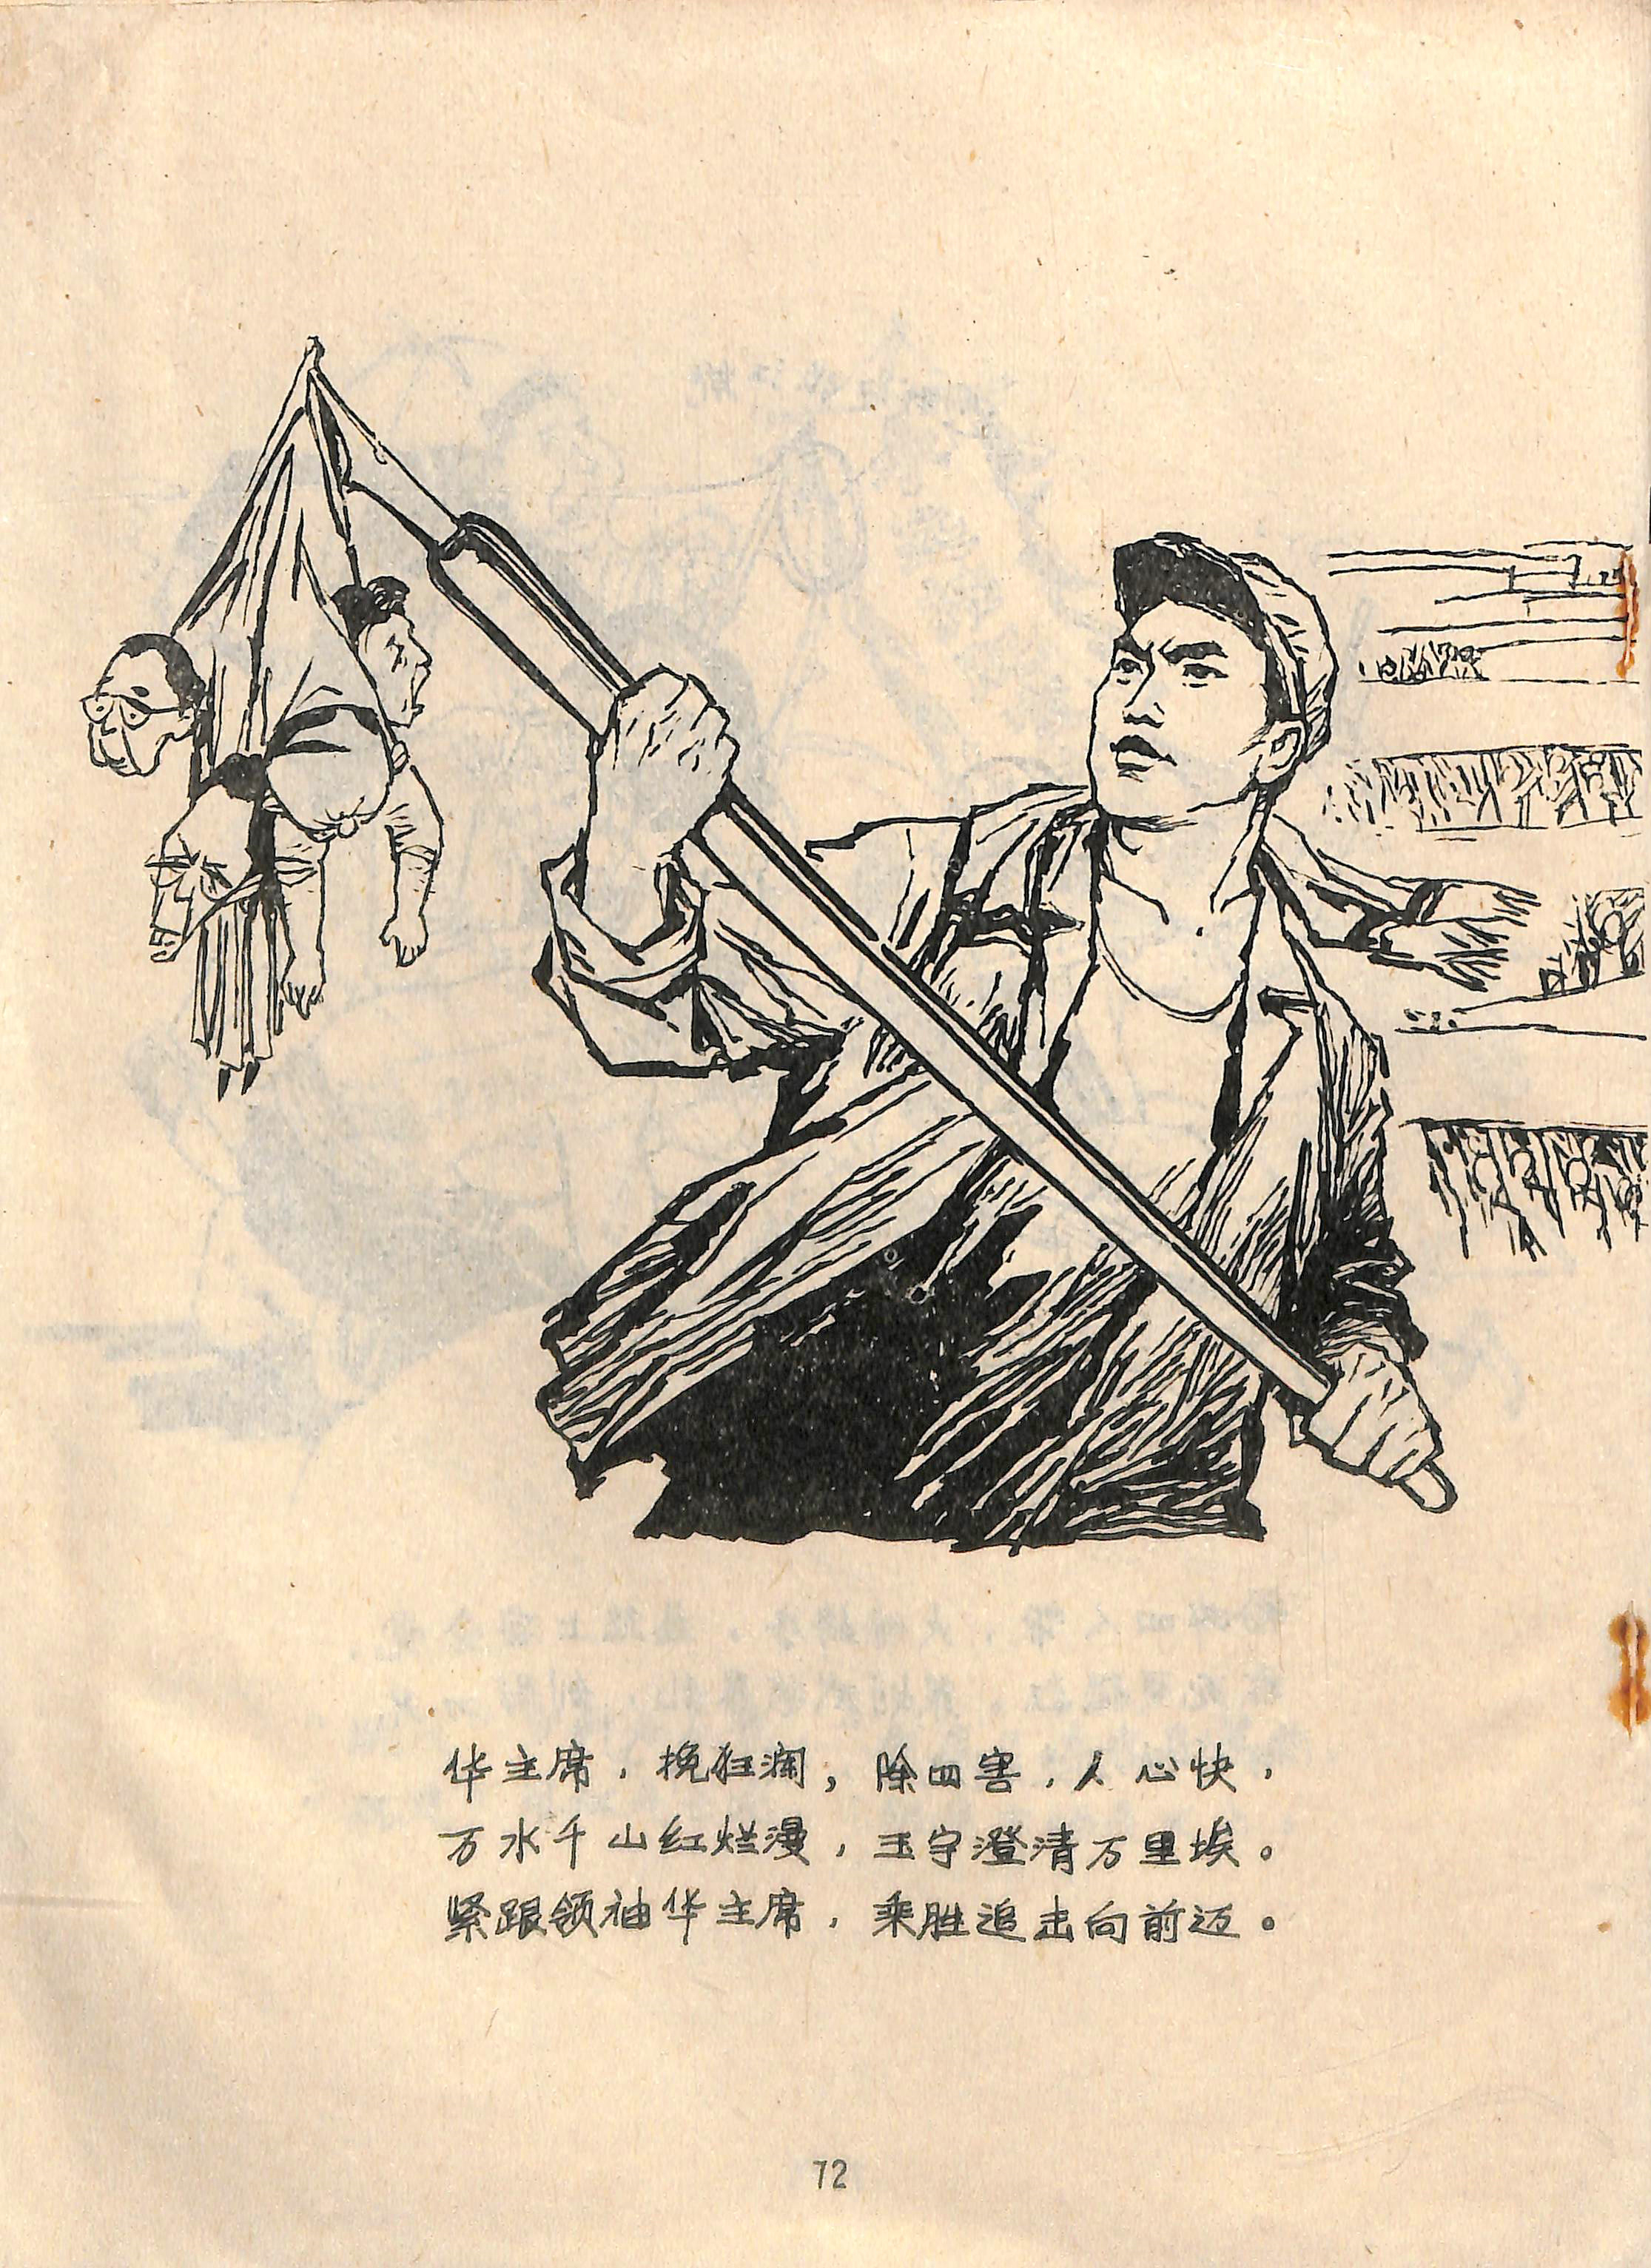 华主席，挽狂澜，除四害，人心快，
万水千山红烂漫，玉宇澄清万里埃。
紧跟领袖华主席，乘胜追击向前迈。
72